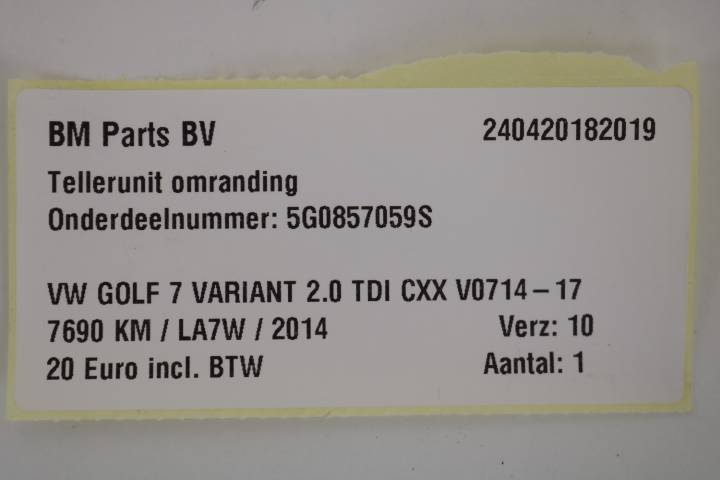 BM Parts BV 240420182019
Tellerunit omranding
Onderdeelnummer: 5G0857059S
VW GOLF 7 VARIANT 2.0 TDI CXX V0714-17
7690 KM / LA7W / 2014 Verz: 10
20 Euro incl. BTW Aantal: 1